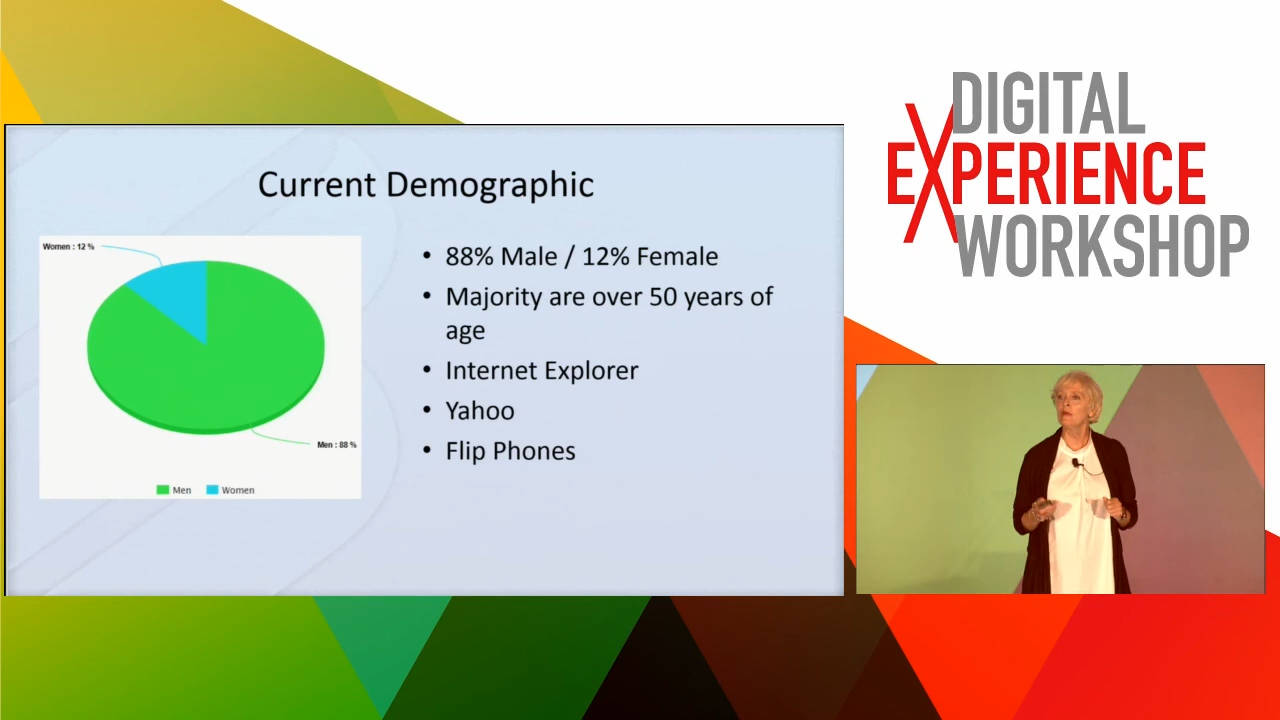 Current Demographic
Women : 12 %
Men : 88 %
Men
Women
• 88% Male / 12% Female
• Majority are over 50 years of
age
• Internet Explorer
• Yahoo
• Flip Phones
DIGITAL
EXPERIENCE
WORKSHOP